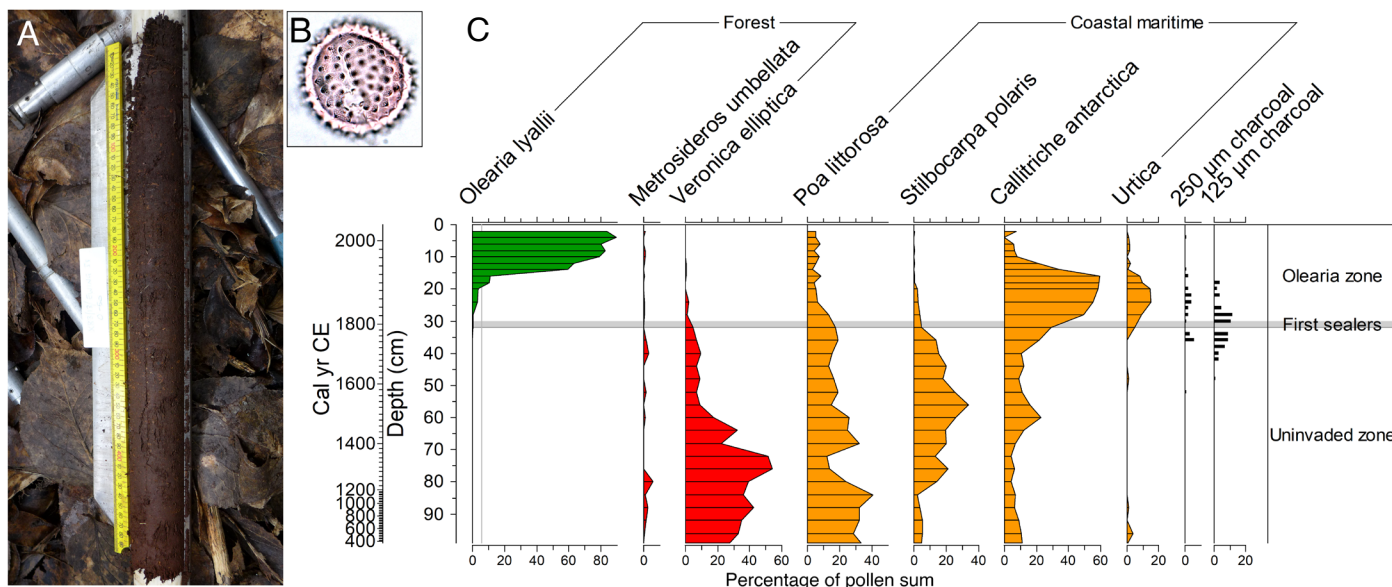 A
B
C
Forest
Coastal maritime
Olearia lyallii
Metrosideros umbellata
Veronica elliptica
Poa littorosa
Stilbocarpa polaris
Callitriche antarctica
Urtica
250 µm charcoal
125 µm charcoal
Cal yr CE
2000
1800
1600
1400
1200
1000
800
600
400
Depth (cm)
0
10
20
30
40
50
60
70
80
90
Olearia zone
First sealers
Uninvaded zone
0 20 40 60 80
0
0 20 40 60
0 20 40
0 20 40
0 20 40 60
0 20
0
0 20
Percentage of pollen sum